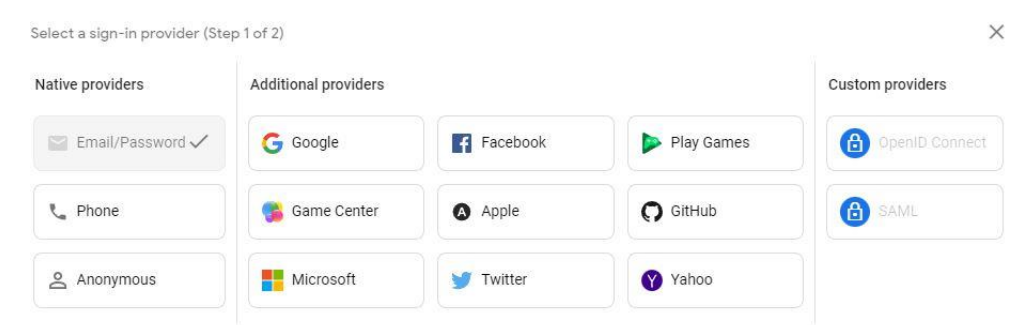 Select a sign-in provider (Step 1 of 2)
Native providers
Email/Password
Phone
Anonymous
Additional providers
Google
Facebook
Play Games
Game Center
Apple
GitHub
Microsoft
Twitter
Yahoo
Custom providers
OpenID Connect
SAML